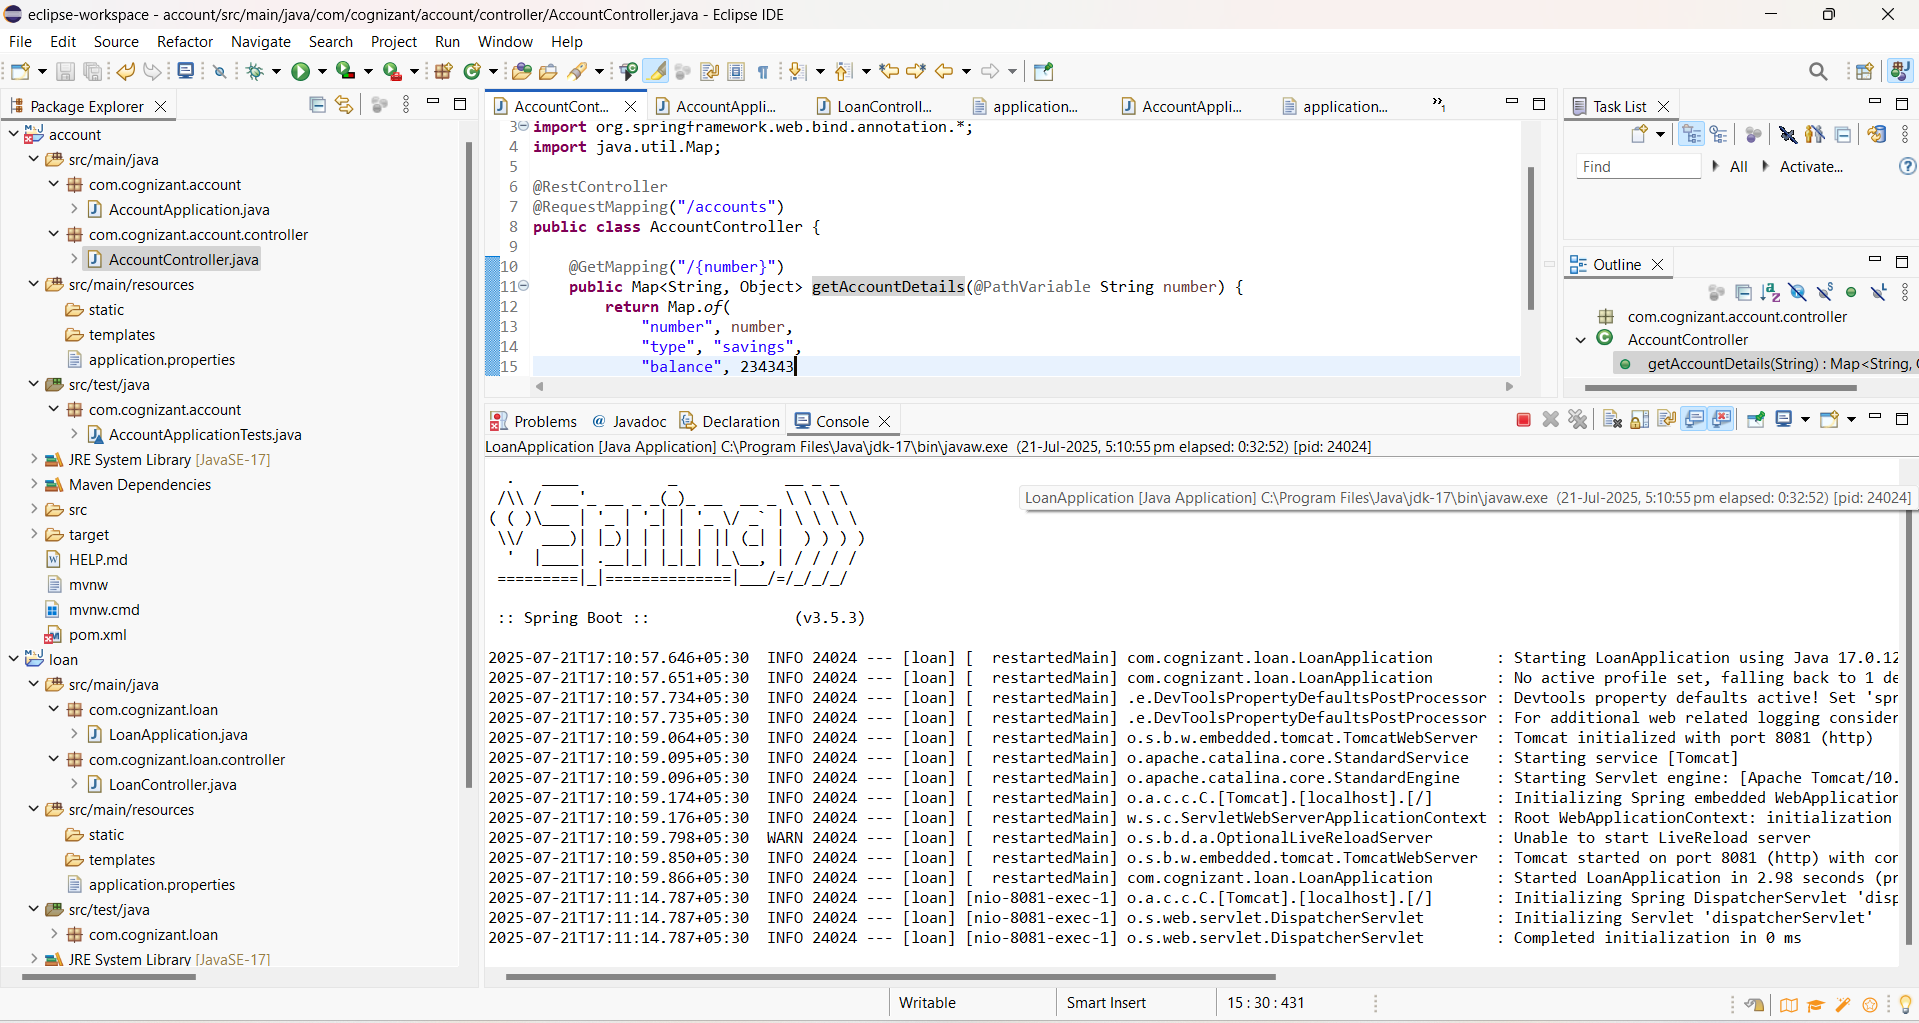 eclipse-workspace - account/src/main/java/com/cognizant/account/controller/AccountController.java - Eclipse IDE
File Edit Source Refactor Navigate Search Project Run Window Help
Package Explorer
account
src/main/java
com.cognizant.account
AccountApplication.java
com.cognizant.account.controller
AccountController.java
src/main/resources
static
templates
application.properties
src/test/java
com.cognizant.account
AccountApplicationTests.java
JRE System Library [JavaSE-17]
Maven Dependencies
src
target
HELP.md
mvnw
mvnw.cmd
pom.xml
loan
src/main/java
com.cognizant.loan
LoanApplication.java
com.cognizant.loan.controller
LoanController.java
src/main/resources
static
templates
application.properties
src/test/java
com.cognizant.loan
JRE System Library [JavaSE-17]
AccountCont... AccountAppli... LoanControll... application... AccountAppli... application... »1
3 import org.springframework.web.bind.annotation.*;
4 import java.util.Map;
5
6 @RestController
7 @RequestMapping("/accounts")
8 public class AccountController {
9
10 @GetMapping("/{number}")
11 public Map<String, Object> getAccountDetails(@PathVariable String number) {
12 return Map.of(
13 "number", number,
14 "type", "savings",
15 "balance", 234343
Task List
Find All Activate...
Outline
com.cognizant.account.controller
AccountController
getAccountDetails(String) : Map<String,
Problems Javadoc Declaration Console
LoanApplication [Java Application] C:\Program Files\Java\jdk-17\bin\javaw.exe (21-Jul-2025, 5:10:55 pm elapsed: 0:32:52) [pid: 24024]
LoanApplication [Java Application] C:\Program Files\Java\jdk-17\bin\javaw.exe (21-Jul-2025, 5:10:55 pm elapsed: 0:32:52) [pid: 24024]
Spring
:: Spring Boot :: (v3.5.3)
2025-07-21T17:10:57.646+05:30 INFO 24024 --- [loan] [ restartedMain] com.cognizant.loan.LoanApplication : Starting LoanApplication using Java 17.0.12
2025-07-21T17:10:57.651+05:30 INFO 24024 --- [loan] [ restartedMain] com.cognizant.loan.LoanApplication : No active profile set, falling back to 1 de
2025-07-21T17:10:57.734+05:30 INFO 24024 --- [loan] [ restartedMain] .e.DevToolsPropertyDefaultsPostProcessor : Devtools property defaults active! Set 'spr
2025-07-21T17:10:57.735+05:30 INFO 24024 --- [loan] [ restartedMain] .e.DevToolsPropertyDefaultsPostProcessor : For additional web related logging consider
2025-07-21T17:10:59.064+05:30 INFO 24024 --- [loan] [ restartedMain] o.s.b.w.embedded.tomcat.TomcatWebServer : Tomcat initialized with port 8081 (http)
2025-07-21T17:10:59.095+05:30 INFO 24024 --- [loan] [ restartedMain] o.apache.catalina.core.StandardService : Starting service [Tomcat]
2025-07-21T17:10:59.096+05:30 INFO 24024 --- [loan] [ restartedMain] o.apache.catalina.core.StandardEngine : Starting Servlet engine: [Apache Tomcat/10.
2025-07-21T17:10:59.174+05:30 INFO 24024 --- [loan] [ restartedMain] o.a.c.c.C.[Tomcat].[localhost].[/] : Initializing Spring embedded WebApplication
2025-07-21T17:10:59.176+05:30 INFO 24024 --- [loan] [ restartedMain] w.s.c.ServletWebServerApplicationContext : Root WebApplicationContext: initialization
2025-07-21T17:10:59.798+05:30 WARN 24024 --- [loan] [ restartedMain] o.s.b.d.a.OptionalLiveReloadServer : Unable to start LiveReload server
2025-07-21T17:10:59.850+05:30 INFO 24024 --- [loan] [ restartedMain] o.s.b.w.embedded.tomcat.TomcatWebServer : Tomcat started on port 8081 (http) with con
2025-07-21T17:10:59.866+05:30 INFO 24024 --- [loan] [ restartedMain] com.cognizant.loan.LoanApplication : Started LoanApplication in 2.98 seconds (pr
2025-07-21T17:11:14.787+05:30 INFO 24024 --- [loan] [nio-8081-exec-1] o.a.c.c.C.[Tomcat].[localhost].[/] : Initializing Spring DispatcherServlet 'disp
2025-07-21T17:11:14.787+05:30 INFO 24024 --- [loan] [nio-8081-exec-1] o.s.web.servlet.DispatcherServlet : Initializing Servlet 'dispatcherServlet'
2025-07-21T17:11:14.787+05:30 INFO 24024 --- [loan] [nio-8081-exec-1] o.s.web.servlet.DispatcherServlet : Completed initialization in 0 ms
Writable Smart Insert 15 : 30 : 431